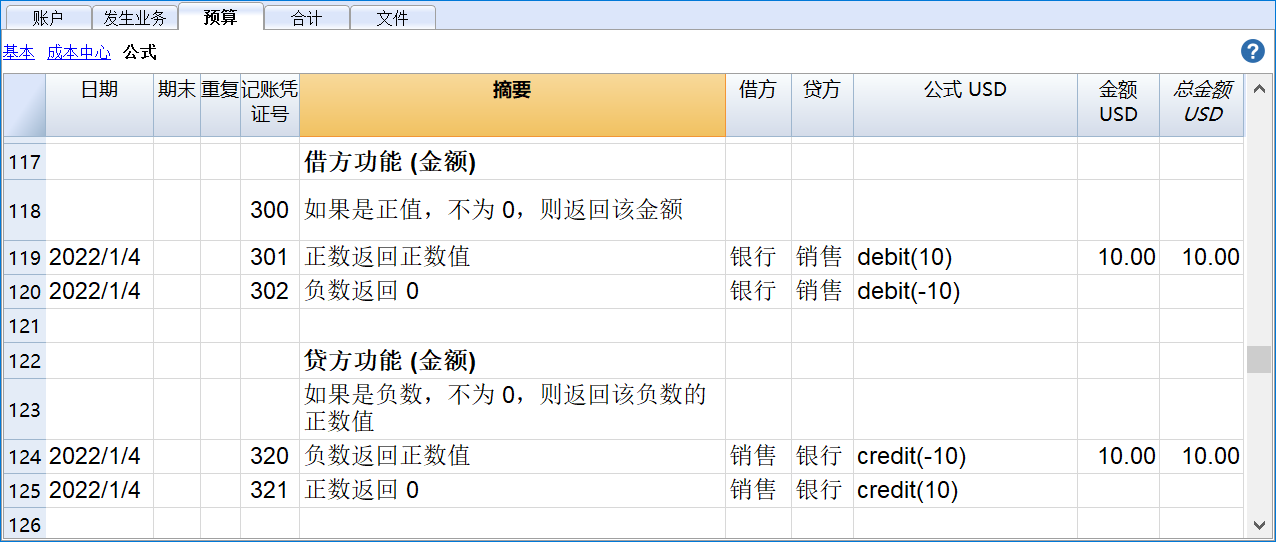 账户 发生业务 预算 合计 文件
基本 成本中心 公式 ?
日期 期末 重复 记账凭 摘要 借方 贷方 公式 USD 金额 总金额
证号 USD USD
117 借方功能 (金额)
118 300 如果是正值，不为 0，则返回该金额
119 2022/1/4 301 正数返回正数值 银行 销售 debit(10) 10.00 10.00
120 2022/1/4 302 负数返回 0 银行 销售 debit(-10)
121
122 贷方功能 (金额)
如果是负数，不为 0，则返回该负数的
123 正数值
124 2022/1/4 320 负数返回正数值 销售 银行 credit(-10) 10.00 10.00
125 2022/1/4 321 正数返回 0 销售 银行 credit(10)
126